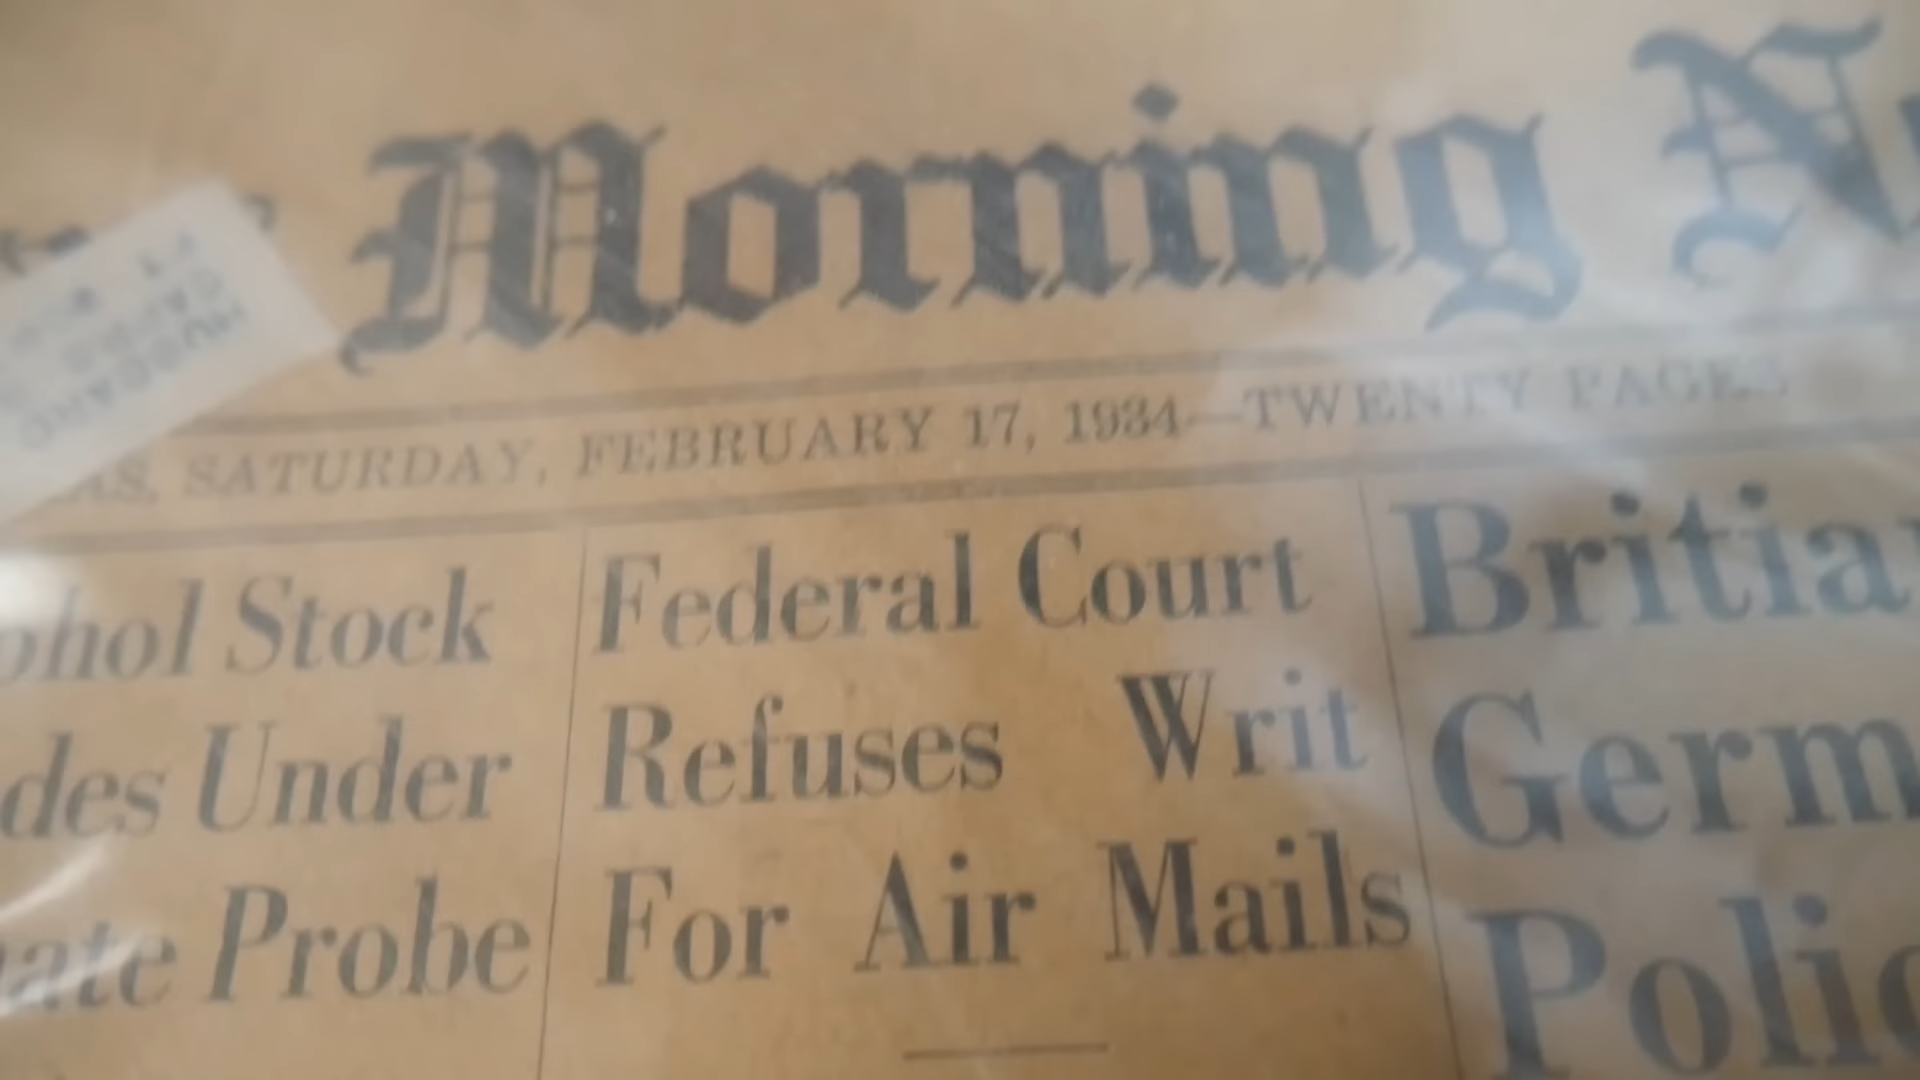 Morning N
AS, SATURDAY, FEBRUARY 17, 1934—TWENTY PAGES
ohol Stock
des Under
nate Probe
Federal Court
Refuses Writ
For Air Mails
Britia
Germ
Polic